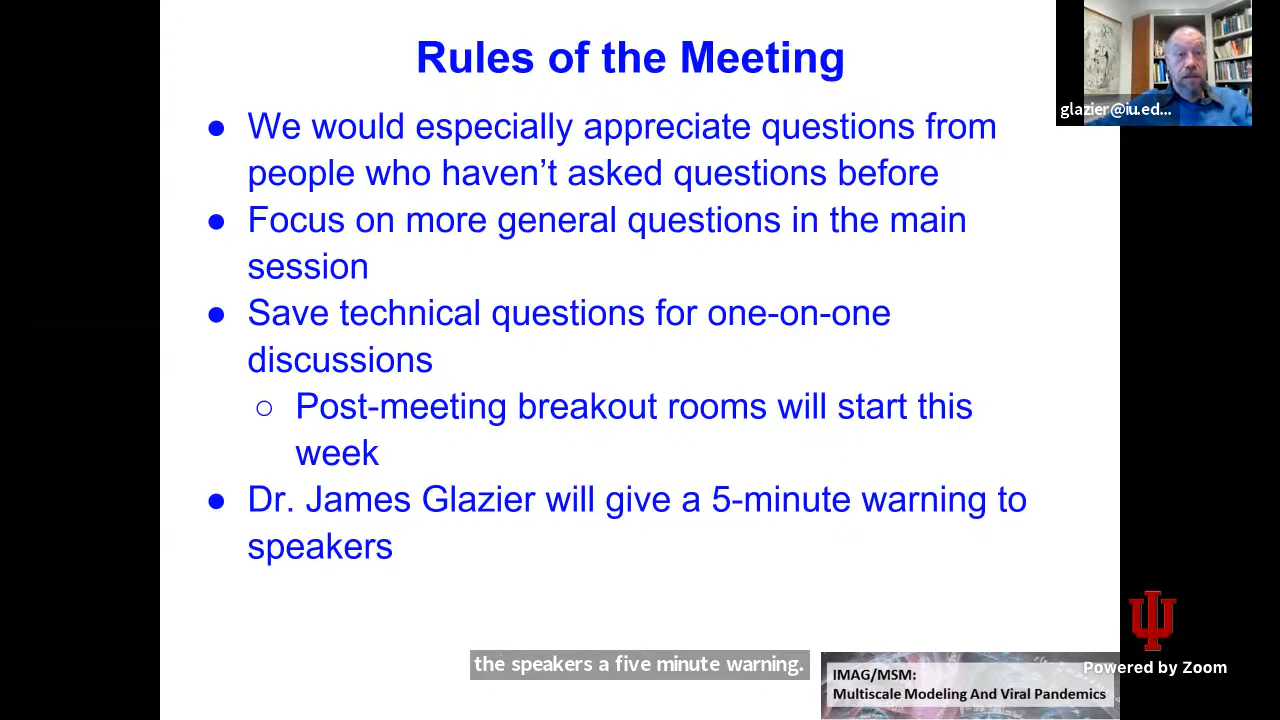 Rules of the Meeting
glazier@iu.ed...
● We would especially appreciate questions from
people who haven’t asked questions before
● Focus on more general questions in the main
session
● Save technical questions for one-on-one
discussions
○ Post-meeting breakout rooms will start this
week
● Dr. James Glazier will give a 5-minute warning to
speakers
the speakers a five minute warning.
IMAG/MSM:
Multiscale Modeling And Viral Pandemics
Powered by Zoom